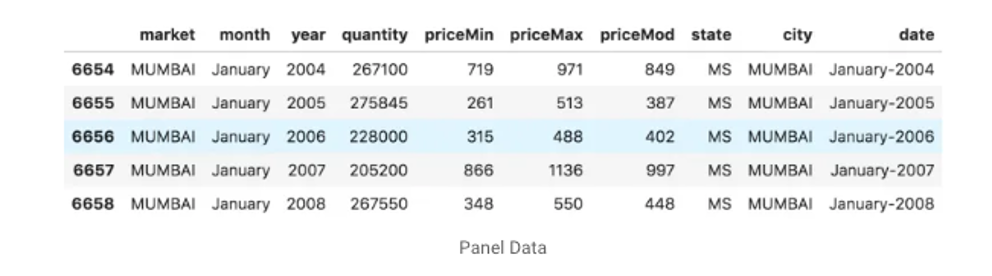 market month year quantity priceMin priceMax priceMod state city date
6654 MUMBAI January 2004 267100 719 971 849 MS MUMBAI January-2004
6655 MUMBAI January 2005 275845 261 513 387 MS MUMBAI January-2005
6656 MUMBAI January 2006 228000 315 488 402 MS MUMBAI January-2006
6657 MUMBAI January 2007 205200 866 1136 997 MS MUMBAI January-2007
6658 MUMBAI January 2008 267550 348 550 448 MS MUMBAI January-2008
Panel Data